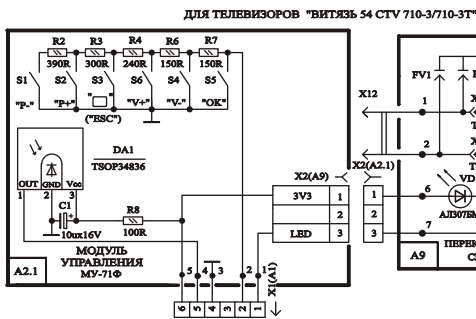 ДЛЯ ТЕЛЕВИЗОРОВ "ВИТЯЗЬ 54 CTV 710-3/710-3Т"
R2 R3 R4 R6 R7
390R 300R 240R 150R 150R
S1 S2 S3 S6 S4 S5
"P-" "P+" " " "V+" "V-" "OK"
("ESC")
FV1
X12
1
2
DA1
TSOP34836
OUT GND Vcc
1 2 3
C1
+
10ux16V
R8
100R
X2(A9) X2(A2.1)
3V3 1 1
2 2
LED 3 3
6
VD
АЛ307БМ
7
МОДУЛЬ
УПРАВЛЕНИЯ
МУ-71Ф
A2.1
A9
5 4 3 2 1
X1(A1)
6 5 4 3 2 1